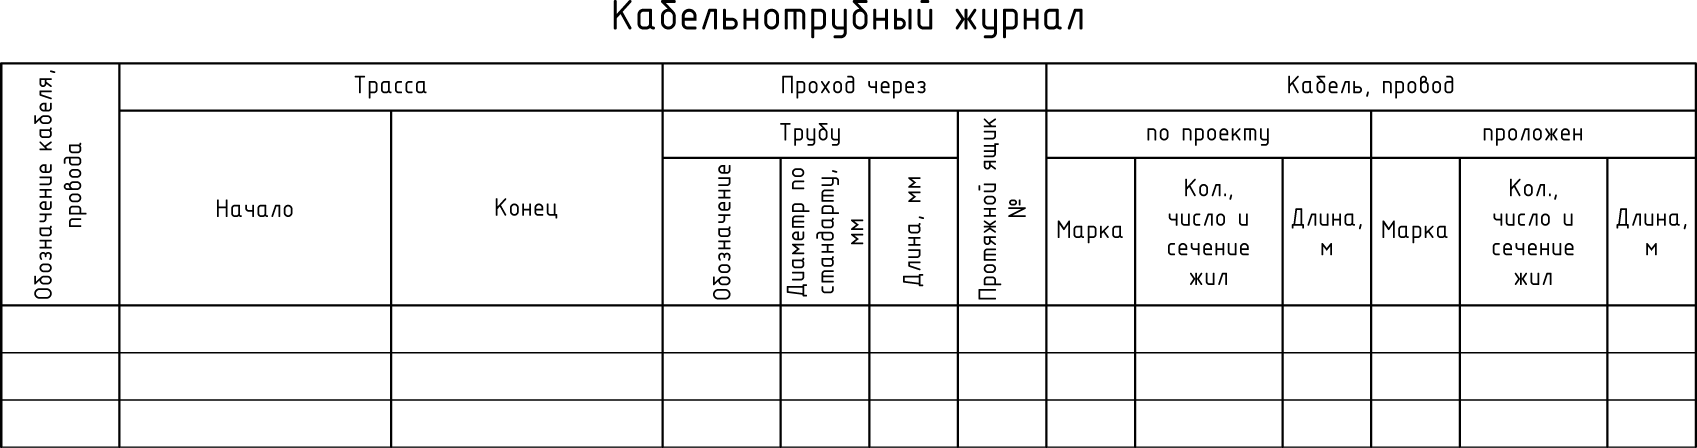 Кабельнотрубный журнал
Обозначение кабеля,
провода
Трасса
Проход через
Кабель, провод
Начало
Конец
Трубу
Протяжной ящик
№
по проекту
проложен
Обозначение
Диаметр по
стандарту,
мм
Длина, мм
Марка
Кол.,
число и
сечение
жил
Длина,
м
Марка
Кол.,
число и
сечение
жил
Длина,
м